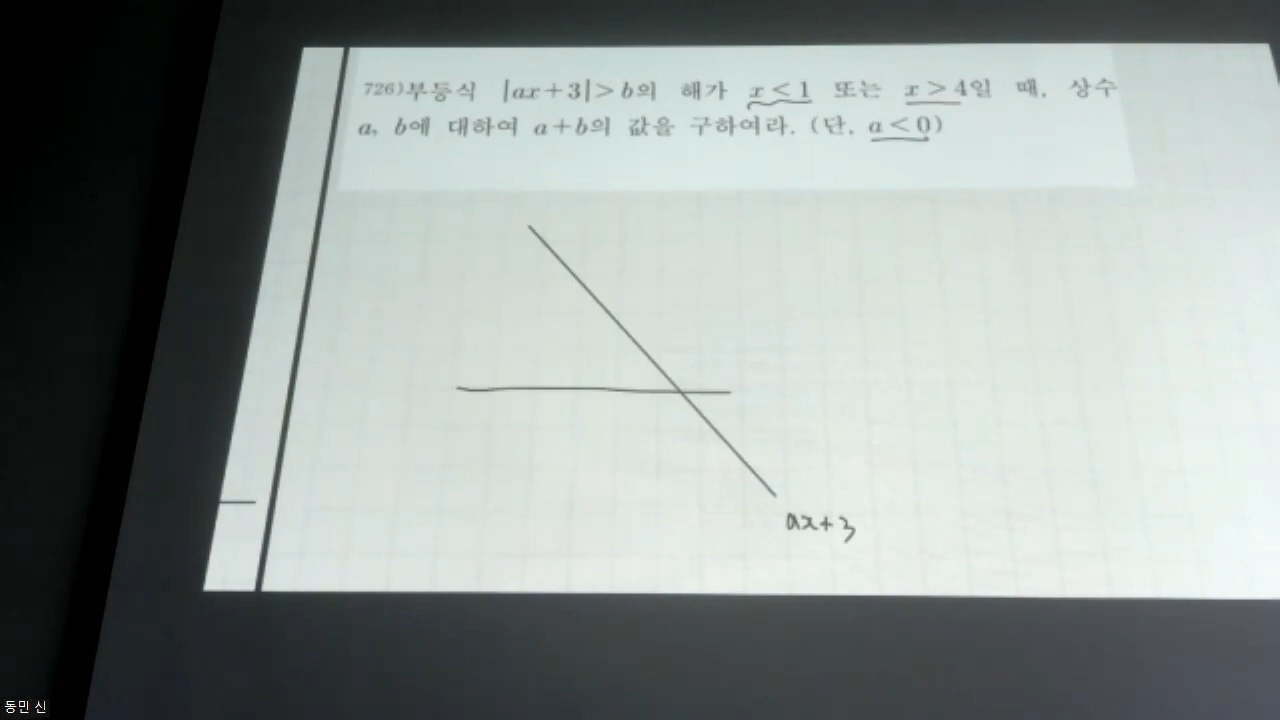 726)부등식 |ax+3|>b의 해가 x<1 또는 x>4일 때, 상수
a, b에 대하여 a+b의 값을 구하여라. (단, a<0)
ax+3
동민 신